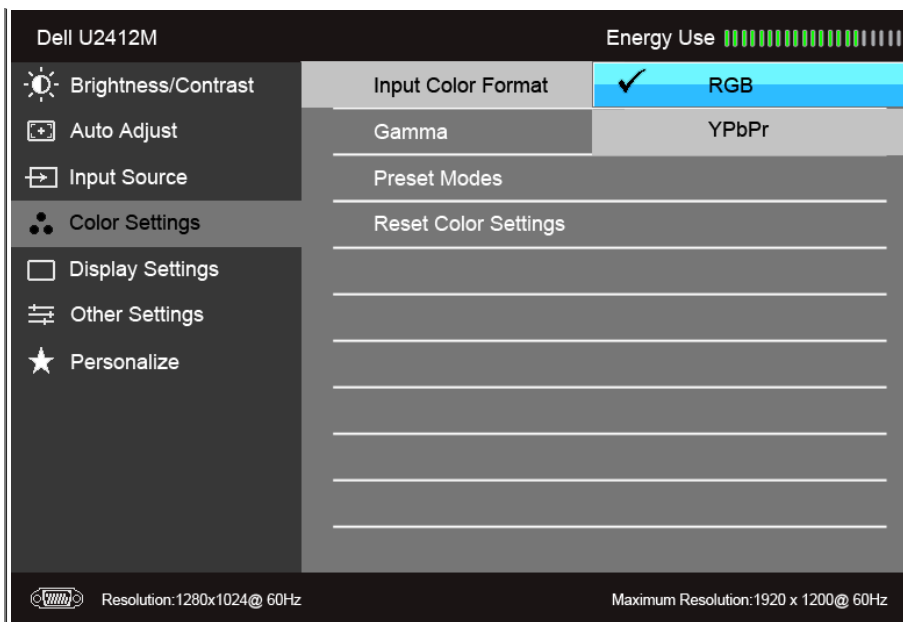 Dell U2412M
Energy Use
Brightness/Contrast
Auto Adjust
Input Source
Color Settings
Display Settings
Other Settings
Personalize
Input Color Format
Gamma
Preset Modes
Reset Color Settings
RGB
YPbPr
Resolution:1280x1024@ 60Hz
Maximum Resolution:1920 x 1200@ 60Hz